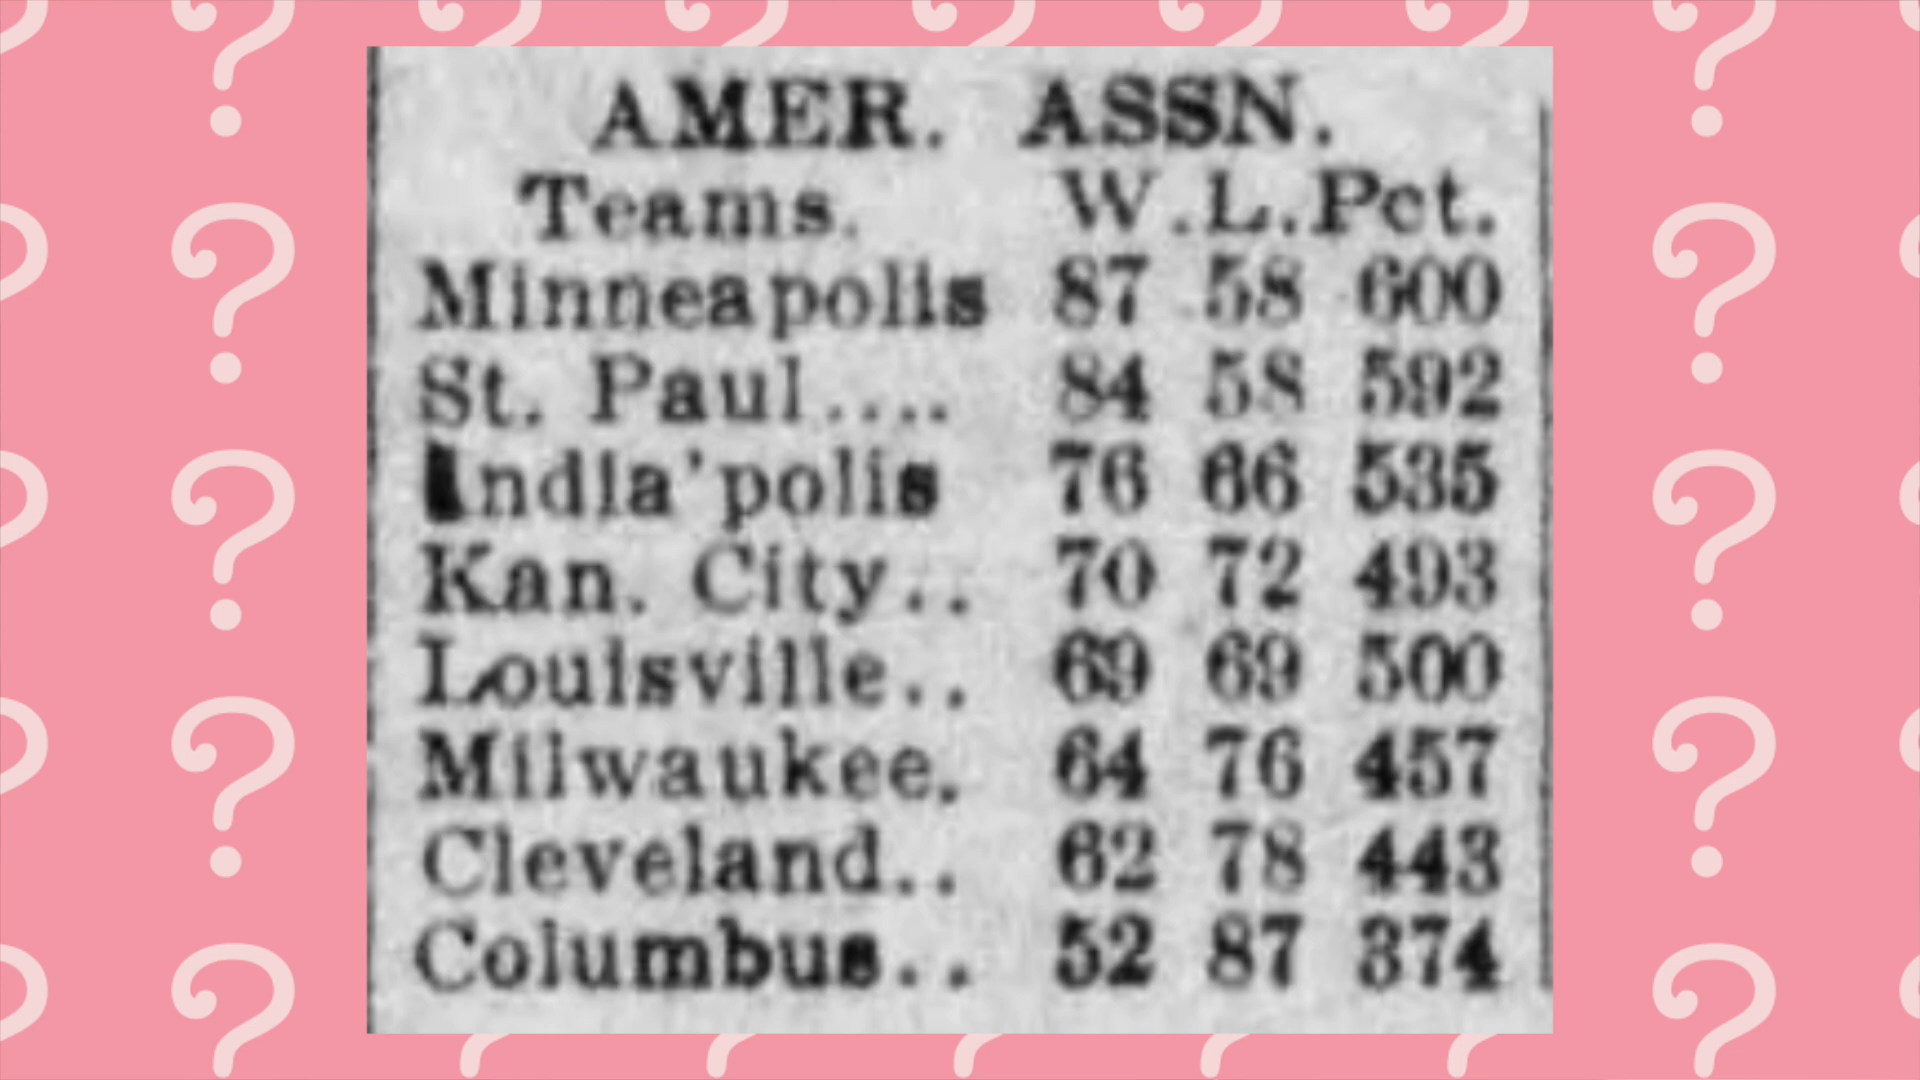 AMER. ASSN.
Teams. W. L. Pct.
Minneapolis 87 58 600
St. Paul.... 84 58 592
India'polis 76 66 535
Kan. City.. 70 72 493
Louisville.. 69 69 500
Milwaukee. 64 76 457
Cleveland.. 62 78 443
Columbus.. 52 87 374